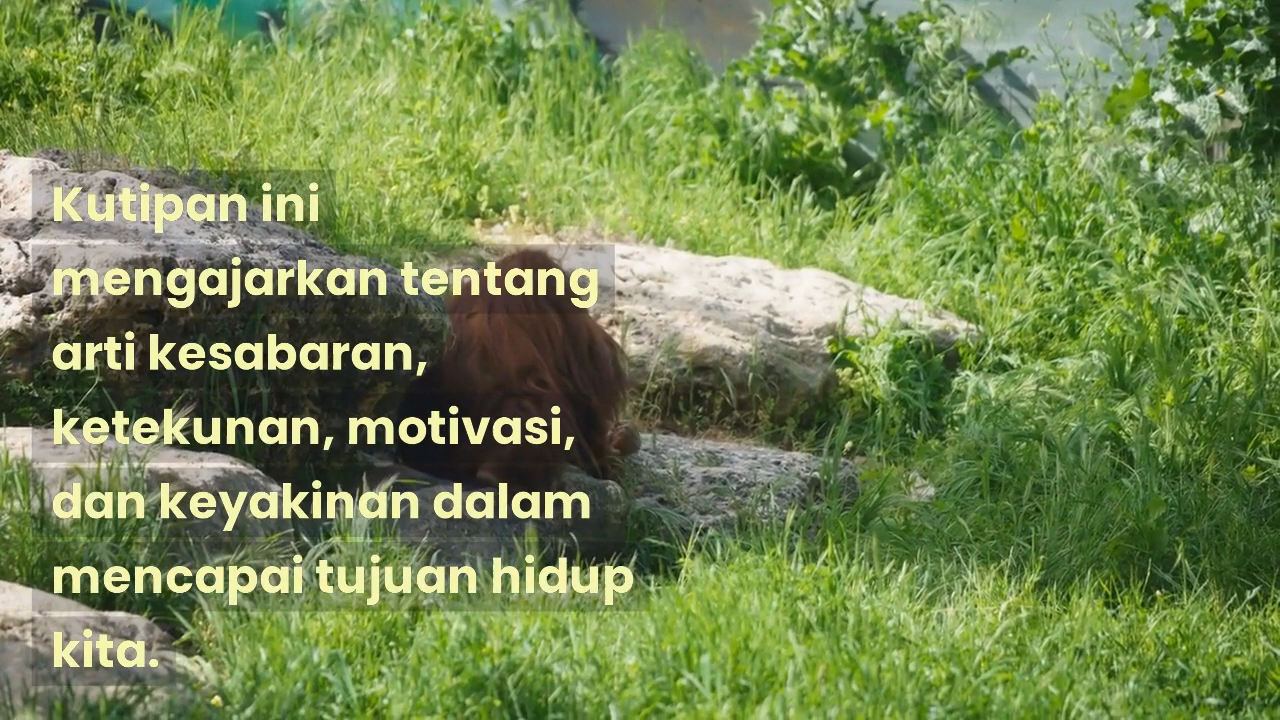 Kutipan ini
mengajarkan tentang
arti kesabaran,
ketekunan, motivasi,
dan keyakinan dalam
mencapai tujuan hidup
kita.